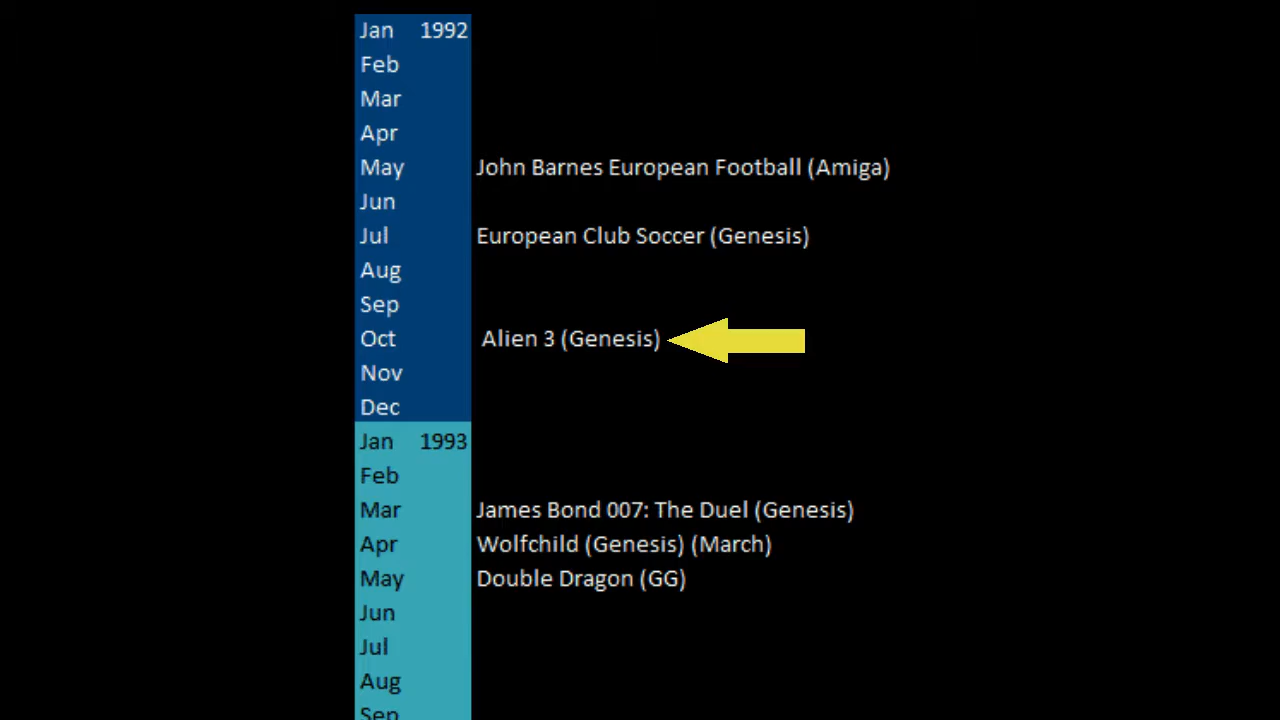 Jan 1992
Feb
Mar
Apr
May John Barnes European Football (Amiga)
Jun
Jul European Club Soccer (Genesis)
Aug
Sep
Oct Alien 3 (Genesis)
Nov
Dec
Jan 1993
Feb
Mar James Bond 007: The Duel (Genesis)
Apr Wolfchild (Genesis) (March)
May Double Dragon (GG)
Jun
Jul
Aug
Sep